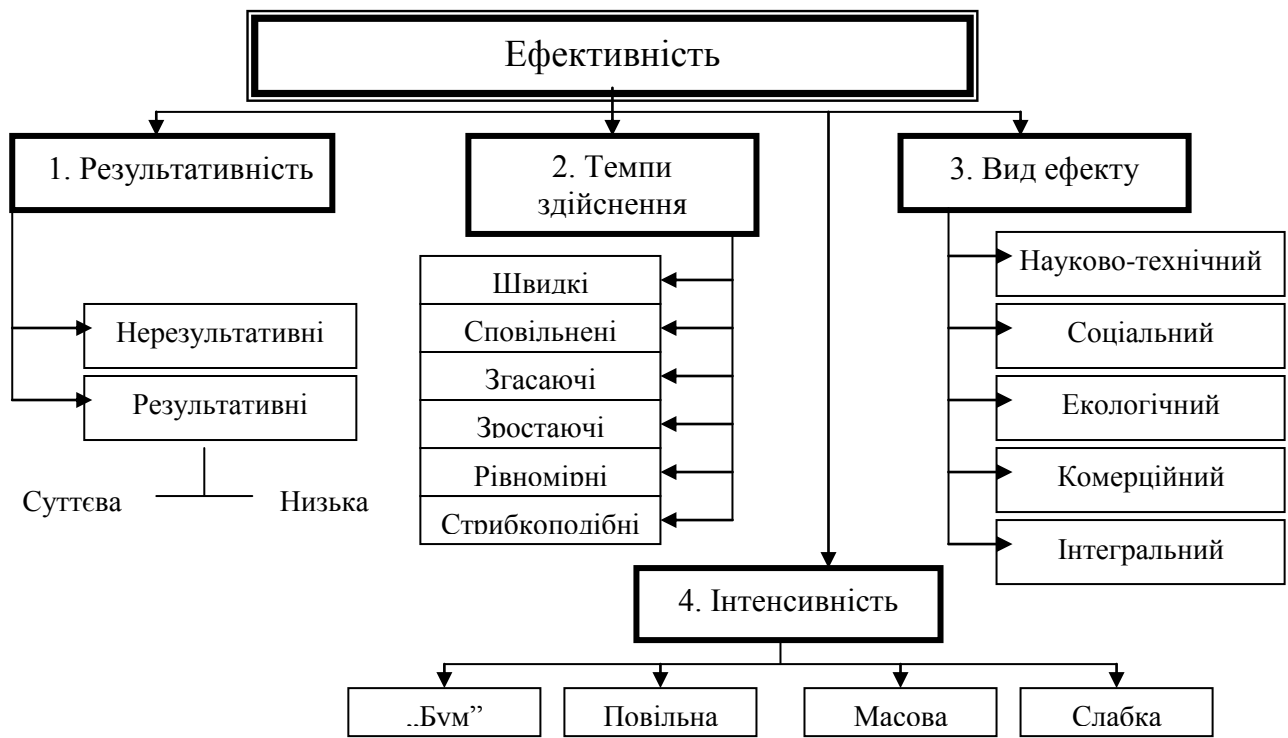 Ефективність
1. Результативність
Нерезультативні
Результативні
Суттєва
Низька
2. Темпи
здійснення
Швидкі
Сповільнені
Згасаючі
Зростаючі
Рівномірні
Стрибкоподібні
3. Вид ефекту
Науково-технічний
Соціальний
Екологічний
Комерційний
Інтегральний
4. Інтенсивність
„Бум”
Повільна
Масова
Слабка